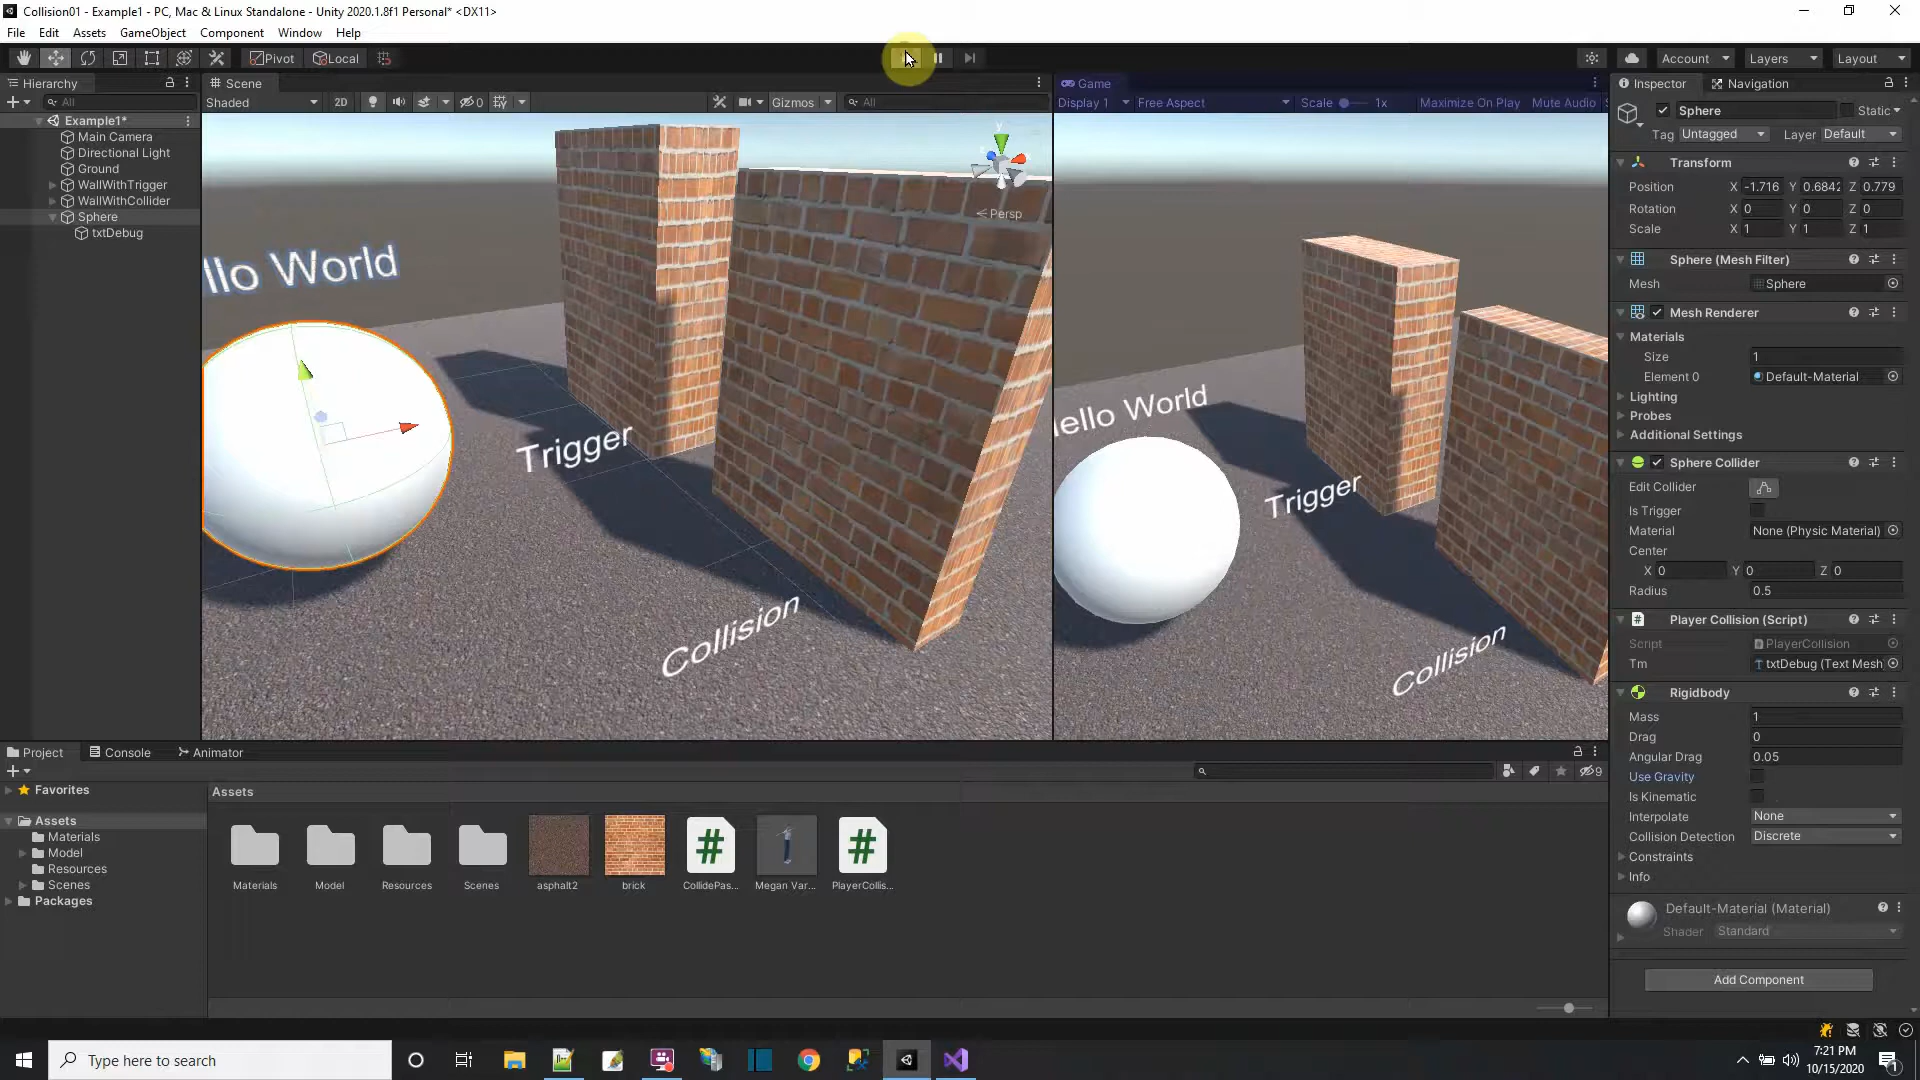 Collision01 - Example1 - PC, Mac & Linux Standalone - Unity 2020.1.8f1 Personal* <DX11>
File Edit Assets GameObject Component Window Help
Pivot Local Account Layers Layout
Hierarchy
All
Example1*
Main Camera
Directional Light
Ground
WallWithTrigger
WallWithCollider
Sphere
txtDebug
Scene
Shaded 2D 0 Gizmos All
y
Persp
llo World
Trigger
Collision
Game
Display 1 Free Aspect Scale 1x Maximize On Play Mute Audio
ello World
Trigger
Collision
Inspector Navigation
Sphere Static
Tag Untagged Layer Default
Transform
Position X -1.716 Y 0.6842 Z 0.779
Rotation X 0 Y 0 Z 0
Scale X 1 Y 1 Z 1
Sphere (Mesh Filter)
Mesh Sphere
Mesh Renderer
Materials
Size 1
Element 0 Default-Material
Lighting
Probes
Additional Settings
Sphere Collider
Edit Collider
Is Trigger
Material None (Physic Material)
Center
X 0 Y 0 Z 0
Radius 0.5
Player Collision (Script)
Script PlayerCollision
Tm txtDebug (Text Mesh
Rigidbody
Mass 1
Drag 0
Angular Drag 0.05
Use Gravity
Is Kinematic
Interpolate None
Collision Detection Discrete
Constraints
Info
Default-Material (Material)
Shader Standard
Add Component
Project Console Animator
9
Favorites
Assets
Materials
Model
Resources
Scenes
Packages
Assets
Materials Model Resources Scenes asphalt2 brick CollidePas... Megan Var... PlayerCollis...
Type here to search
7:21 PM
10/15/2020
1